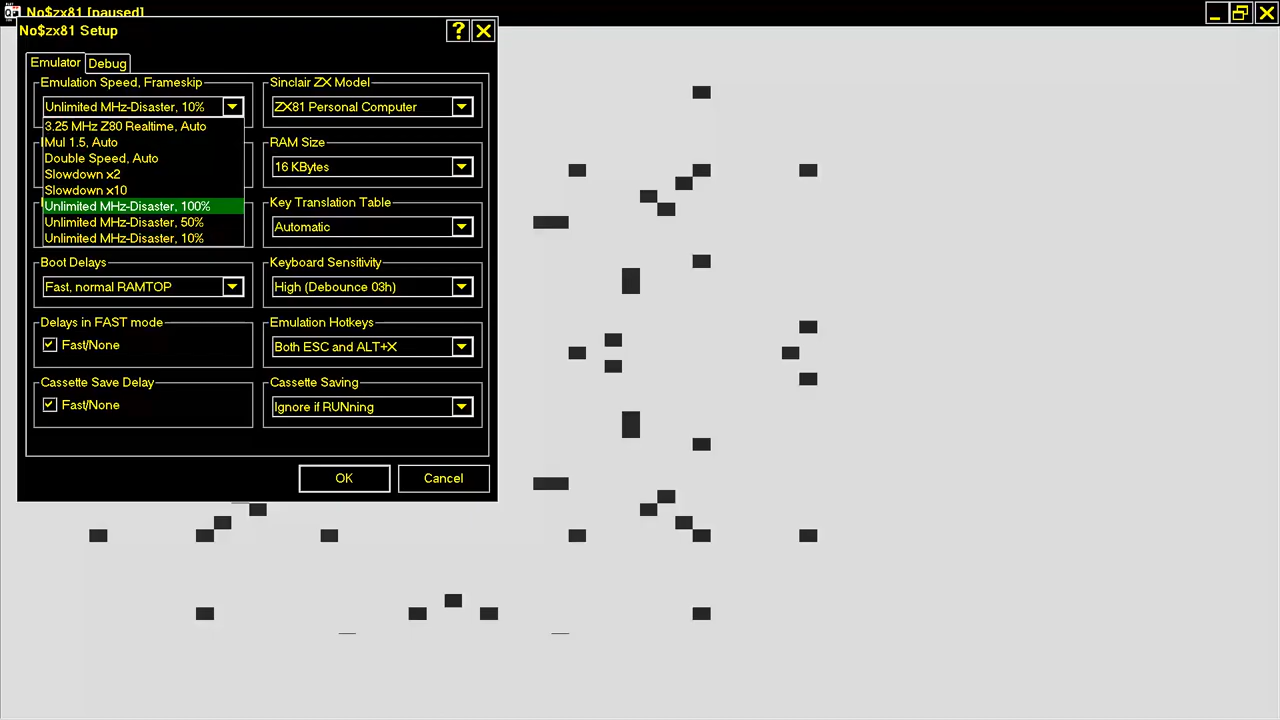 No$zx81 [paused]
No$zx81 Setup
Emulator
Debug
Emulation Speed, Frameskip
Unlimited MHz-Disaster, 10%
3.25 MHz Z80 Realtime, Auto
Mul 1.5, Auto
Double Speed, Auto
Slowdown x2
Slowdown x10
Unlimited MHz-Disaster, 100%
Unlimited MHz-Disaster, 50%
Unlimited MHz-Disaster, 10%
Boot Delays
Fast, normal RAMTOP
Delays in FAST mode
Fast/None
Cassette Save Delay
Fast/None
Sinclair ZX Model
ZX81 Personal Computer
RAM Size
16 KBytes
Key Translation Table
Automatic
Keyboard Sensitivity
High (Debounce 03h)
Emulation Hotkeys
Both ESC and ALT+X
Cassette Saving
Ignore if RUNning
OK
Cancel